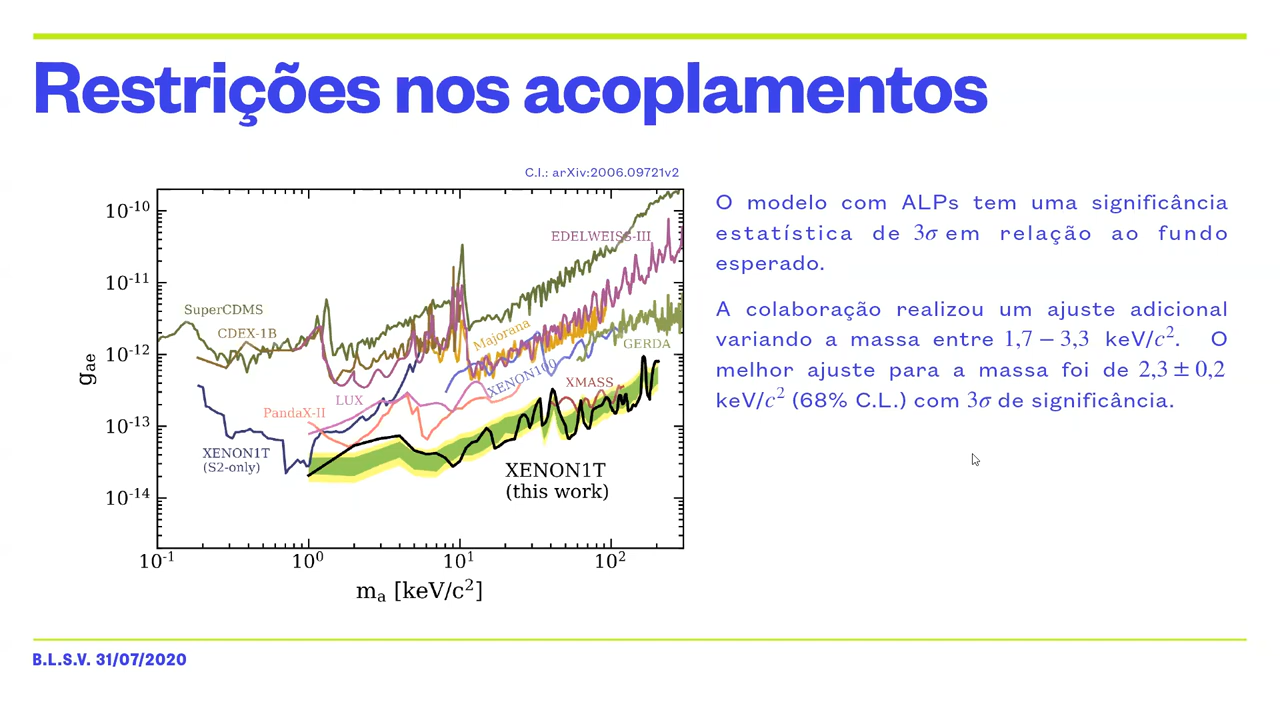 Restrições nos acoplamentos
C.I.: arXiv:2006.09721v2
O modelo com ALPs tem uma significância
estatística de 3σ em relação ao fundo
esperado.
A colaboração realizou um ajuste adicional
variando a massa entre 1,7 − 3,3 keV/c². O
melhor ajuste para a massa foi de 2,3 ± 0,2
keV/c² (68% C.L.) com 3σ de significância.
10⁻¹⁰
10⁻¹¹
10⁻¹²
10⁻¹³
10⁻¹⁴
gₐₑ
EDELWEISS-III
SuperCDMS
CDEX-1B
Majorana
GERDA
XENON100
XMASS
LUX
PandaX-II
XENON1T
(S2-only)
XENON1T
(this work)
10⁻¹ 10⁰ 10¹ 10²
mₐ [keV/c²]
B.L.S.V. 31/07/2020